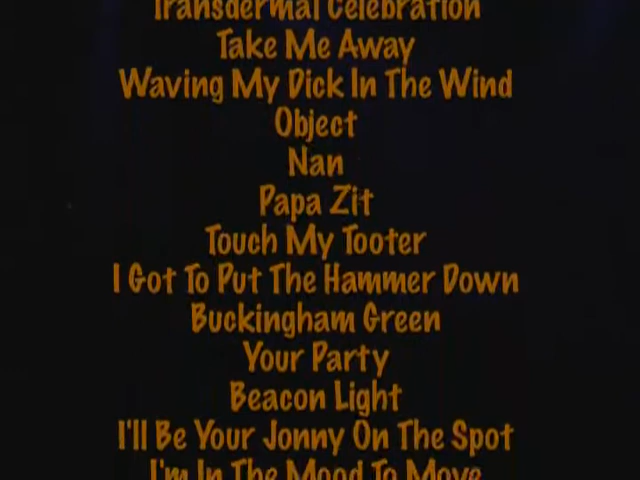 Transdermal Celebration
Take Me Away
Waving My Dick In The Wind
Object
Nan
Papa Zit
Touch My Tooter
I Got To Put The Hammer Down
Buckingham Green
Your Party
Beacon Light
I'll Be Your Jonny On The Spot
I'm In The Mood To Move